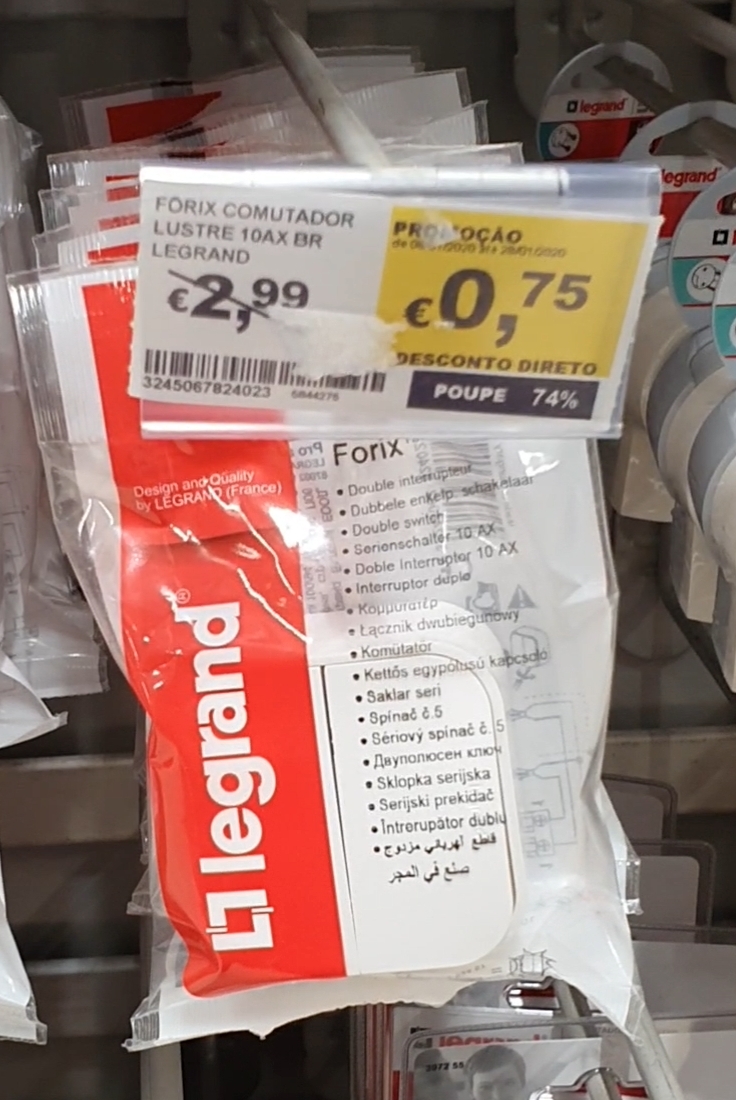 legrand
legrand
FORIX COMUTADOR
LUSTRE 10AX BR
LEGRAND
€2,99
3245067824023
PROMOÇÃO
€0,75
DESCONTO DIRETO
POUPE 74%
Forix
Design and Quality
by LEGRAND (France)
legrand®
• Double interrupteur
• Dubbele enkelp. schakelaar
• Double switch
• Serienschalter 10 AX
• Doble Interruptor 10 AX
• Interruptor duplo
• Łącznik dwubiegunowy
• Komütatör
• Kettős egypólusú kapcsoló
• Saklar seri
• Spínač č.5
• Sériový spínač č. 5
• Двуполюсен ключ
• Sklopka serijska
• Serijski prekidač
• Întrerupător dublu
• قاطع كهربائي مزدوج
صنع في المجر
legrand